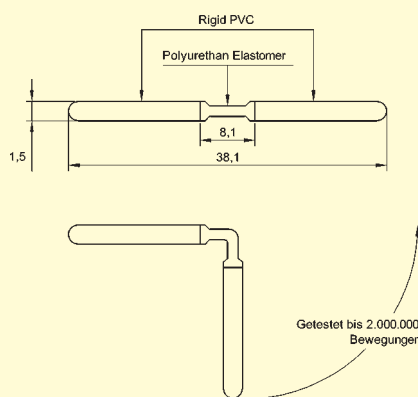 Rigid PVC
Polyurethan Elastomer
8,1
1,5
38,1
Getestet bis 2.000.000
Bewegungen